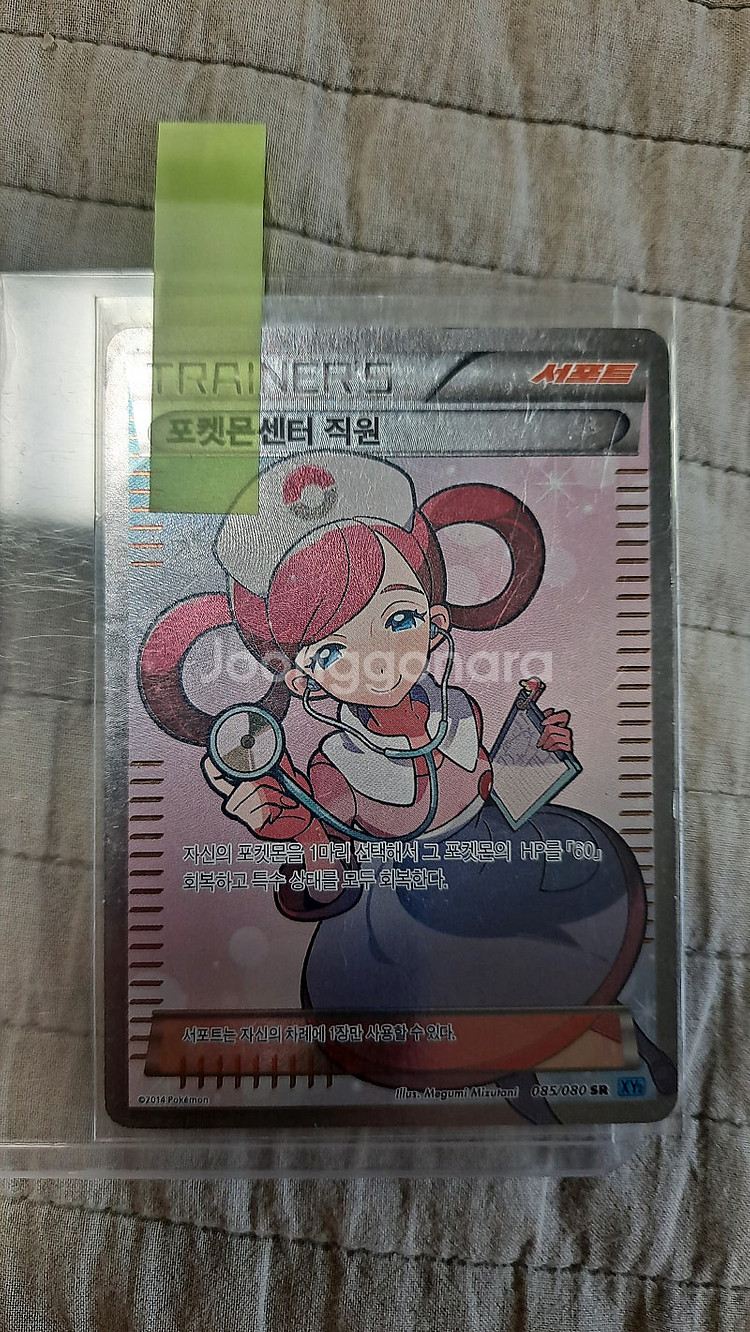 TRAINER'S
서포트
포켓몬센터 직원
Joonggonara
자신의 포켓몬을 1마리 선택해서 그 포켓몬의 HP를 「60」
회복하고 특수 상태를 모두 회복한다.
서포트는 자신의 차례에 1장만 사용할 수 있다.
Illus. Megumi Mizutani 085/080 SR XY2
©2014 Pokémon